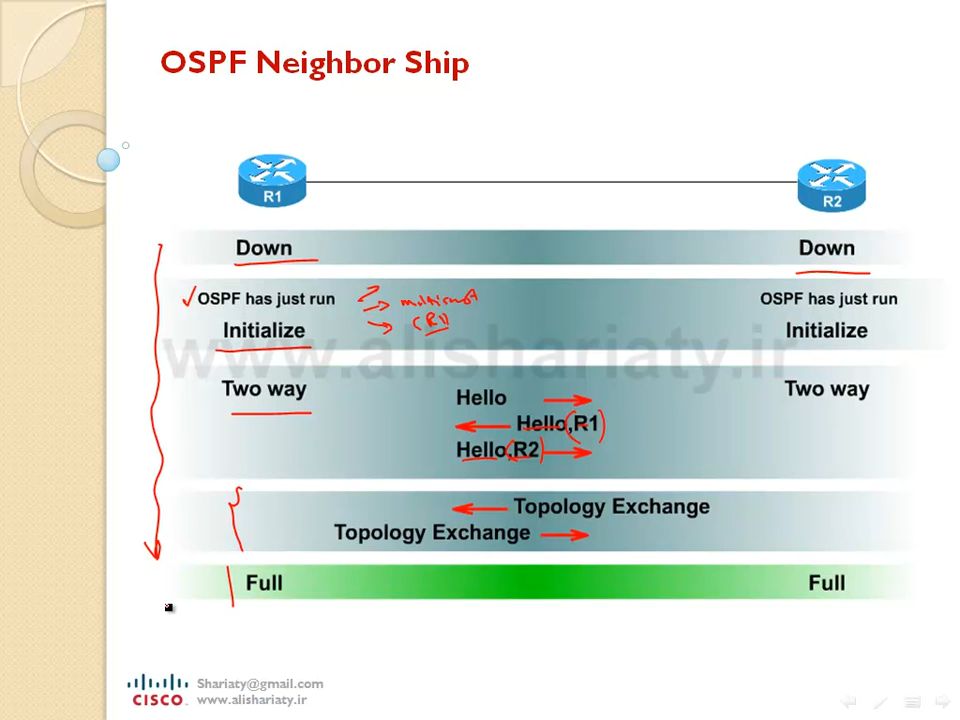 OSPF Neighbor Ship
R1
R2
Down
Down
OSPF has just run
multicast
OSPF has just run
Initialize
(R1)
Initialize
www.alishariaty.ir
Two way
Hello
Two way
Hello,R1
Hello,R2
Topology Exchange
Topology Exchange
Full
Full
CISCO
Shariaty@gmail.com
www.alishariaty.ir